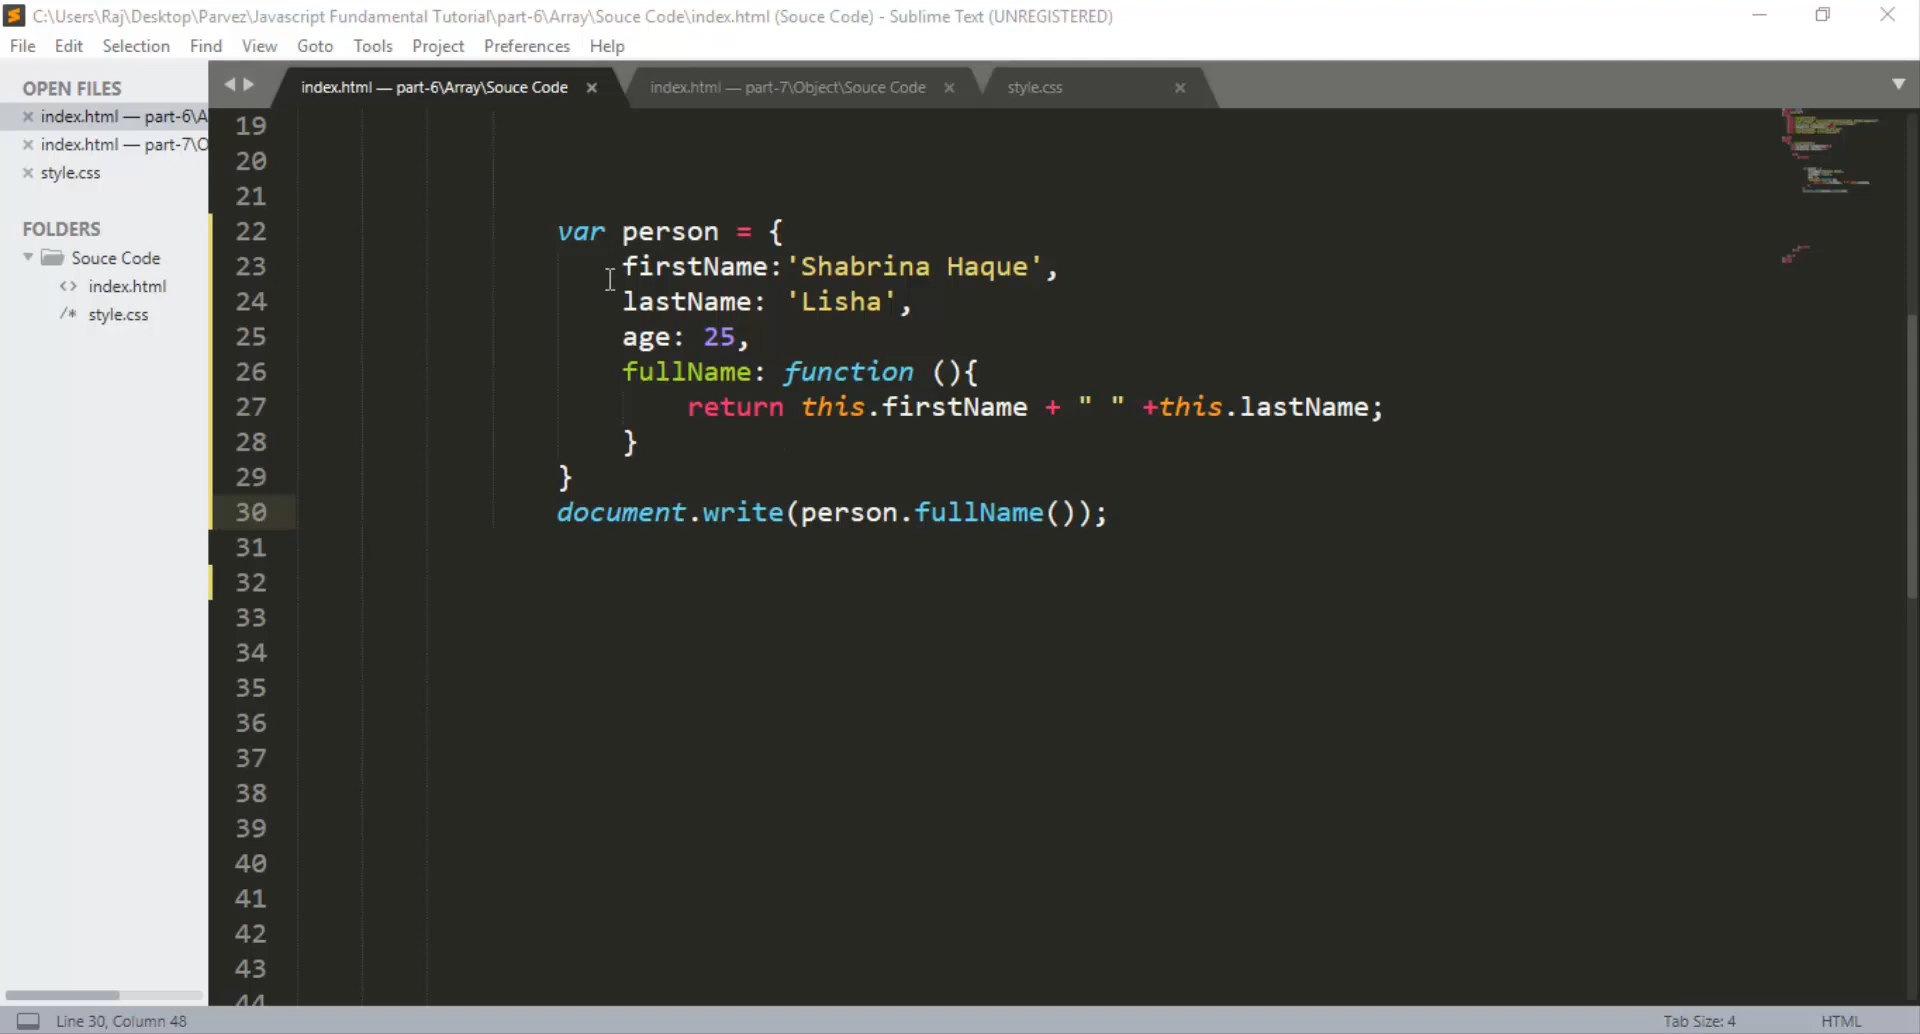 C:\Users\Raj\Desktop\Parvez\Javascript Fundamental Tutorial\part-6\Array\Souce Code\index.html (Souce Code) - Sublime Text (UNREGISTERED)
File Edit Selection Find View Goto Tools Project Preferences Help
OPEN FILES
index.html — part-6\A
index.html — part-7\O
style.css
FOLDERS
Souce Code
<> index.html
/* style.css
index.html — part-6\Array\Souce Code
index.html — part-7\Object\Souce Code
style.css
19
20
21
22 var person = {
23 firstName:'Shabrina Haque',
24 lastName: 'Lisha',
25 age: 25,
26 fullName: function (){
27 return this.firstName + " " +this.lastName;
28 }
29 }
30 document.write(person.fullName());
31
32
33
34
35
36
37
38
39
40
41
42
43
44
Line 30, Column 48
Tab Size: 4
HTML